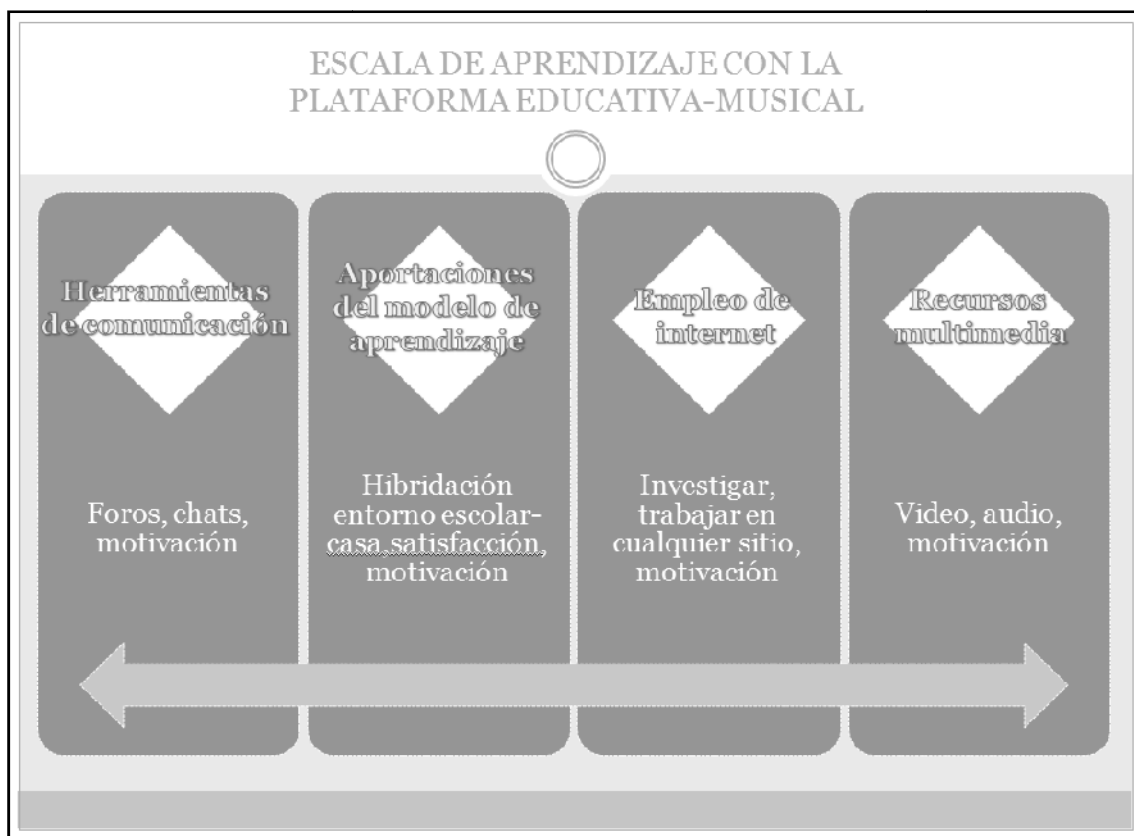 ESCALA DE APRENDIZAJE CON LA
PLATAFORMA EDUCATIVA-MUSICAL
Herramientas
de comunicación
Foros, chats,
motivación
Aportaciones
del modelo de
aprendizaje
Hibridación
entorno escolar-
casa,satisfacción,
motivación
Empleo de
internet
Investigar,
trabajar en
cualquier sitio,
motivación
Recursos
multimedia
Video, audio,
motivación